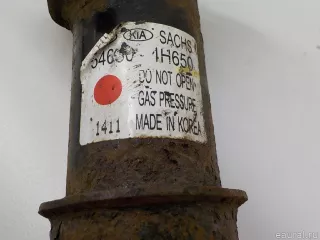 KIA SACHS
54650-1H650
DO NOT OPEN
GAS PRESSURE
1411 MADE IN KOREA